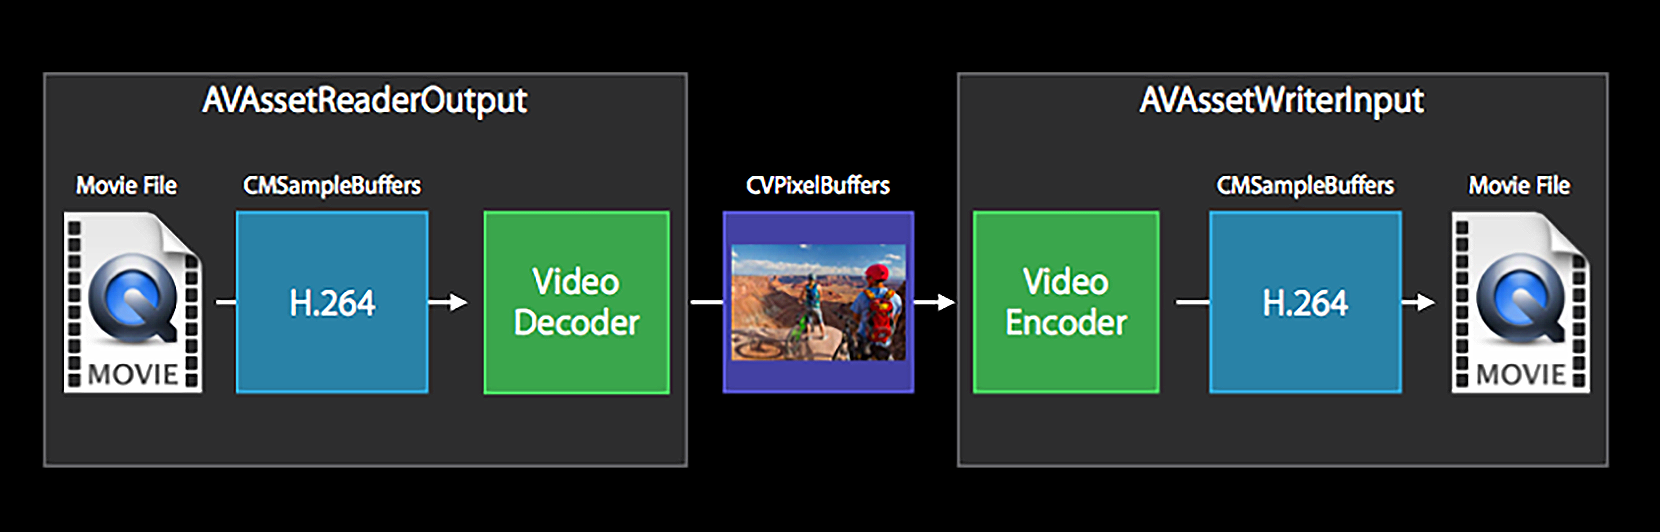 AVAssetReaderOutput
Movie File
CMSampleBuffers
MOVIE
H.264
Video
Decoder
CVPixelBuffers
AVAssetWriterInput
CMSampleBuffers
Movie File
Video
Encoder
H.264
MOVIE